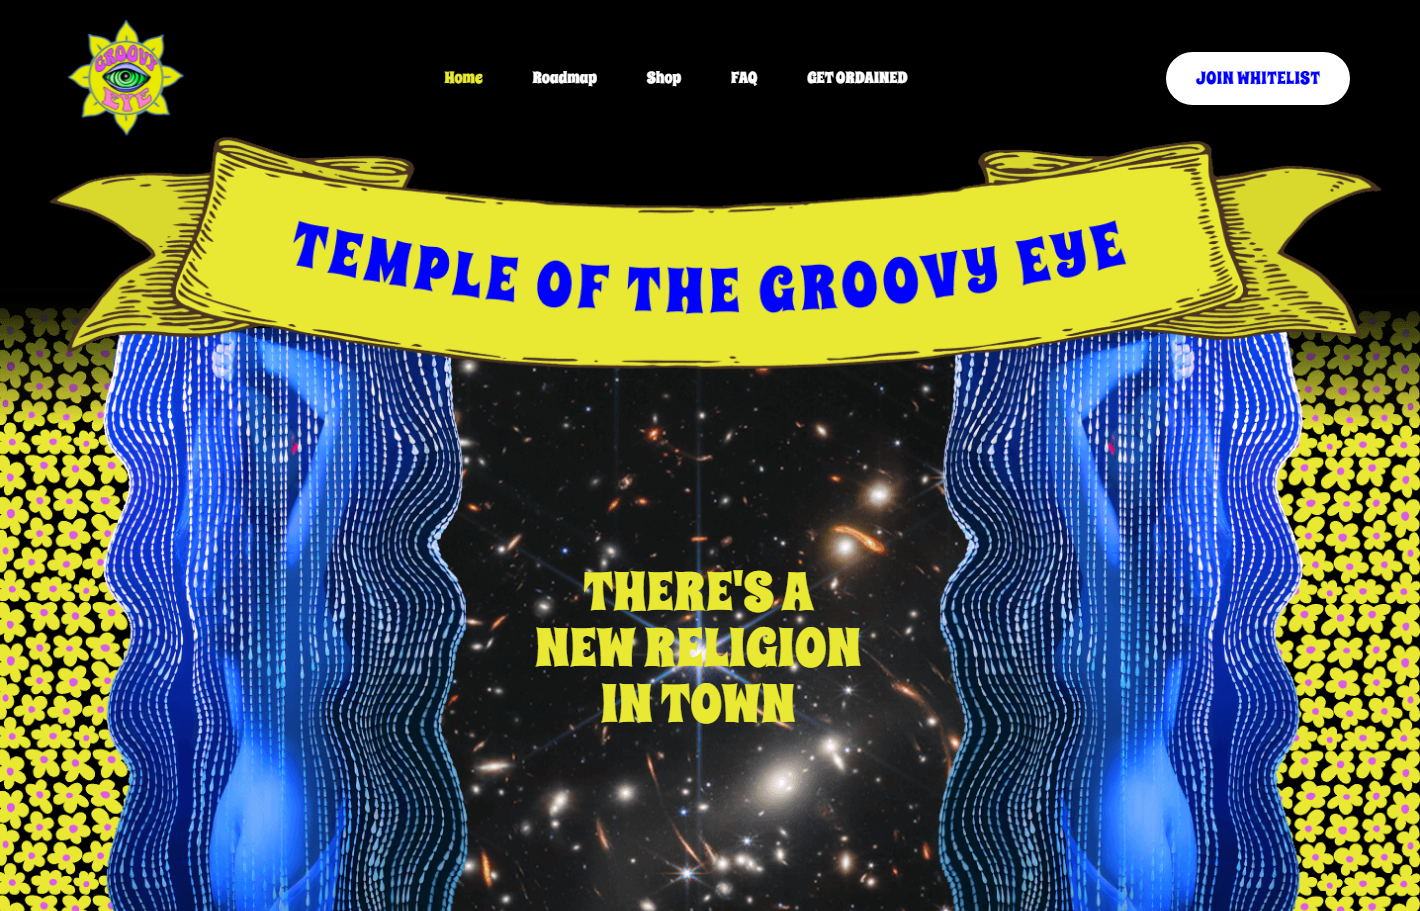 GROOVY
EYE
Home
Roadmap
Shop
FAQ
GET ORDAINED
JOIN WHITELIST
TEMPLE OF THE GROOVY EYE
THERE'S A
NEW RELIGION
IN TOWN